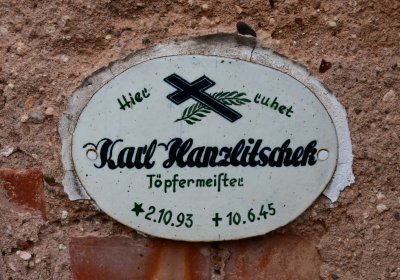 Hier ruhet
Karl Hanzlitschek
Töpfermeister
★ 2.10.93 + 10.6.45